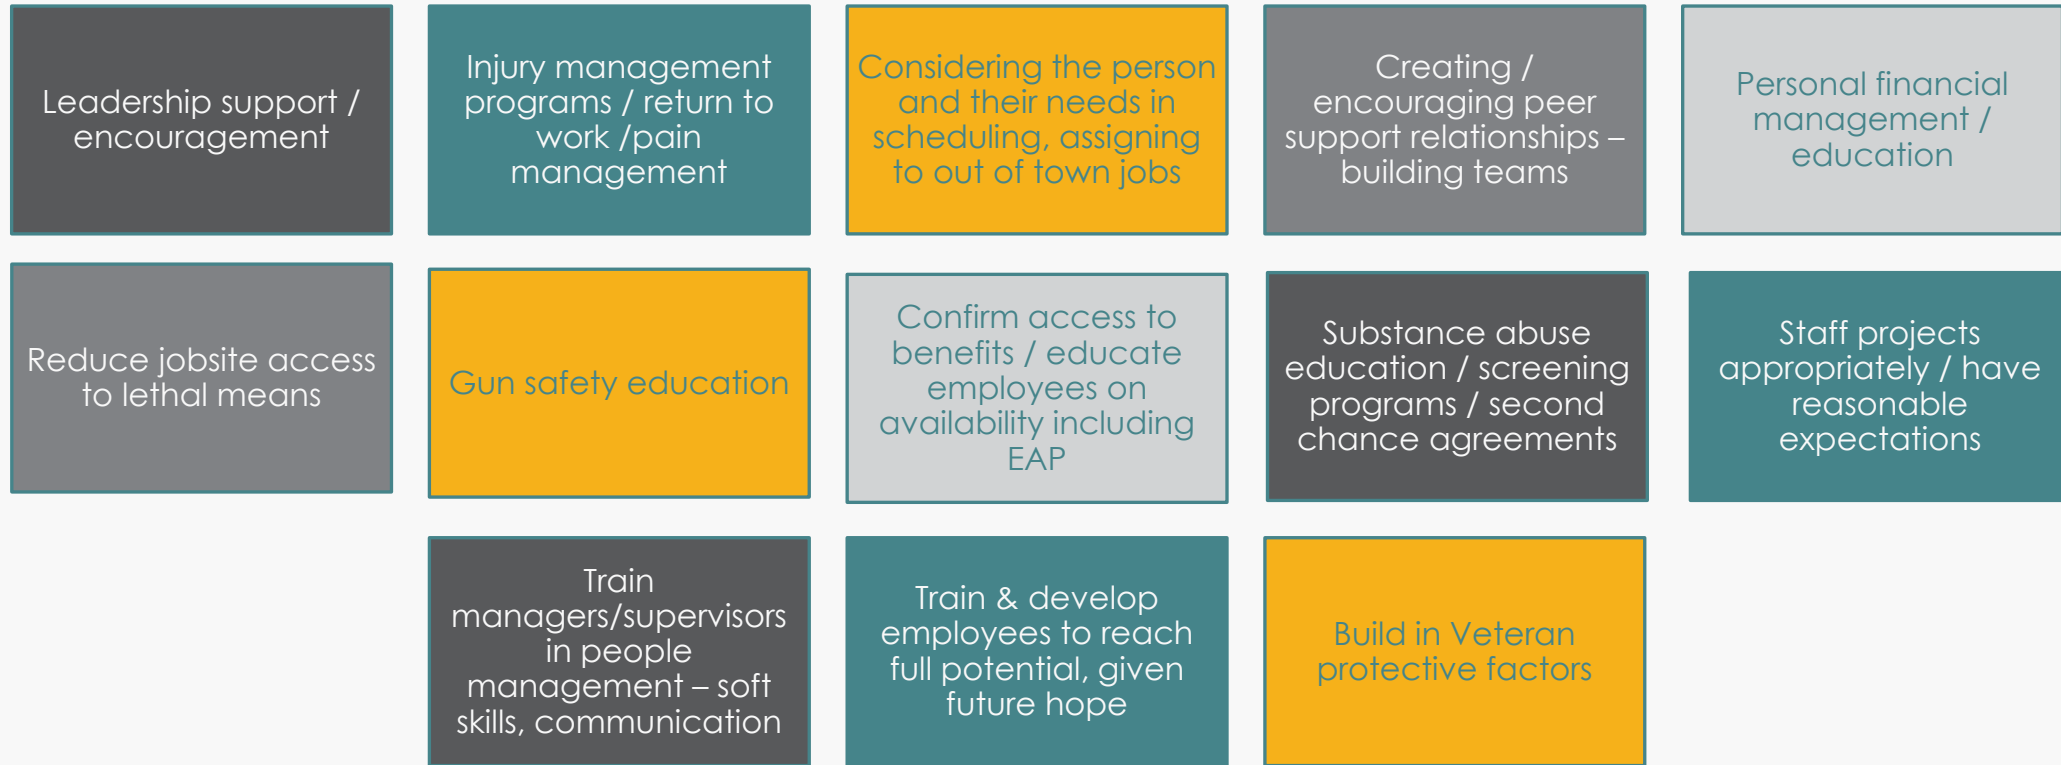 Leadership support /
encouragement
Injury management
programs / return to
work /pain
management
Considering the person
and their needs in
scheduling, assigning
to out of town jobs
Creating /
encouraging peer
support relationships –
building teams
Personal financial
management /
education
Reduce jobsite access
to lethal means
Gun safety education
Confirm access to
benefits / educate
employees on
availability including
EAP
Substance abuse
education / screening
programs / second
chance agreements
Staff projects
appropriately / have
reasonable
expectations
Train
managers/supervisors
in people
management – soft
skills, communication
Train & develop
employees to reach
full potential, given
future hope
Build in Veteran
protective factors